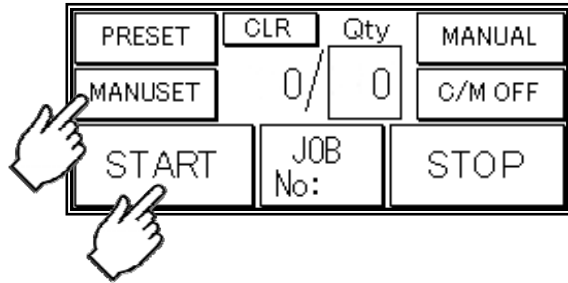 PRESET CLR Qty MANUAL
MANUSET 0/ 0 C/M OFF
START JOB No: STOP